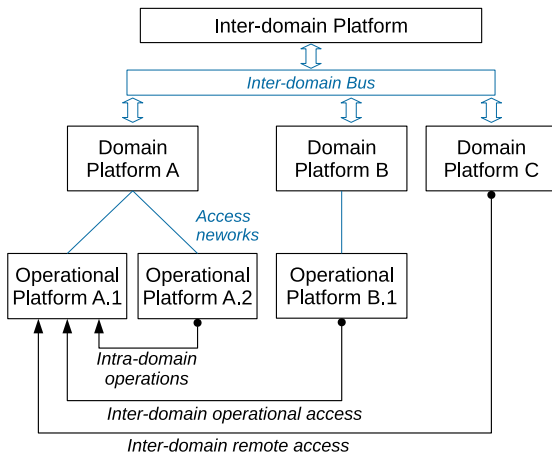 Inter-domain Platform
Inter-domain Bus
Domain
Platform A
Domain
Platform B
Domain
Platform C
Access
neworks
Operational
Platform A.1
Operational
Platform A.2
Operational
Platform B.1
Intra-domain
operations
Inter-domain operational access
Inter-domain remote access